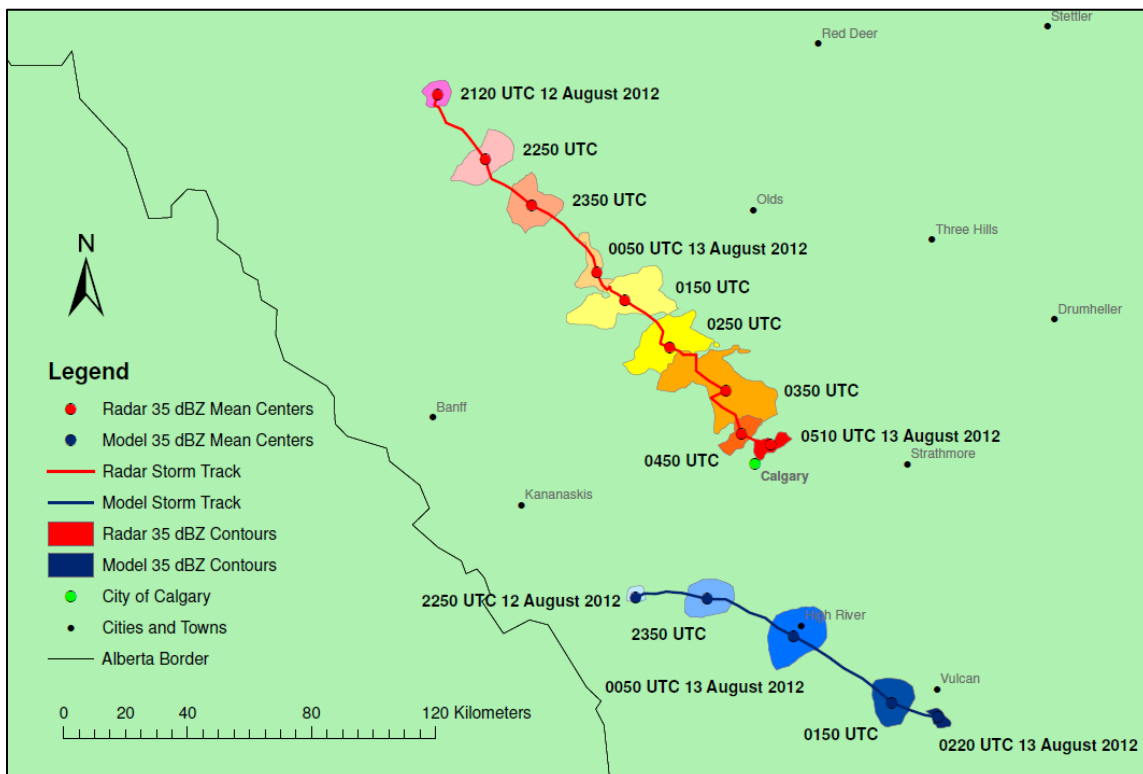 Stettler
Red Deer
2120 UTC 12 August 2012
2250 UTC
2350 UTC
Olds
Three Hills
0050 UTC 13 August 2012
N
0150 UTC
Drumheller
0250 UTC
Legend
Radar 35 dBZ Mean Centers
Model 35 dBZ Mean Centers
Radar Storm Track
Model Storm Track
Radar 35 dBZ Contours
Model 35 dBZ Contours
City of Calgary
Cities and Towns
Alberta Border
0350 UTC
Banff
0510 UTC 13 August 2012
0450 UTC
Strathmore
Calgary
Kananaskis
2250 UTC 12 August 2012
2350 UTC
High River
0050 UTC 13 August 2012
Vulcan
0150 UTC
0220 UTC 13 August 2012
0 20 40 80 120 Kilometers